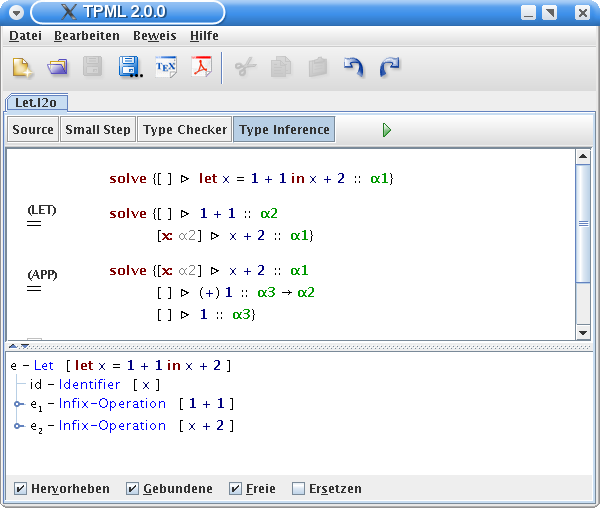 TPML 2.0.0
Datei Bearbeiten Beweis Hilfe
TEX
Let.l2o
Source Small Step Type Checker Type Inference
solve {[ ] ▷ let x = 1 + 1 in x + 2 :: α1}
(LET) solve {[ ] ▷ 1 + 1 :: α2
=
[x: α2] ▷ x + 2 :: α1}
(APP) solve {[x: α2] ▷ x + 2 :: α1
=
[ ] ▷ (+) 1 :: α3 → α2
[ ] ▷ 1 :: α3}
e – Let [ let x = 1 + 1 in x + 2 ]
id – Identifier [ x ]
e1 – Infix-Operation [ 1 + 1 ]
e2 – Infix-Operation [ x + 2 ]
Hervorheben Gebundene Freie Ersetzen